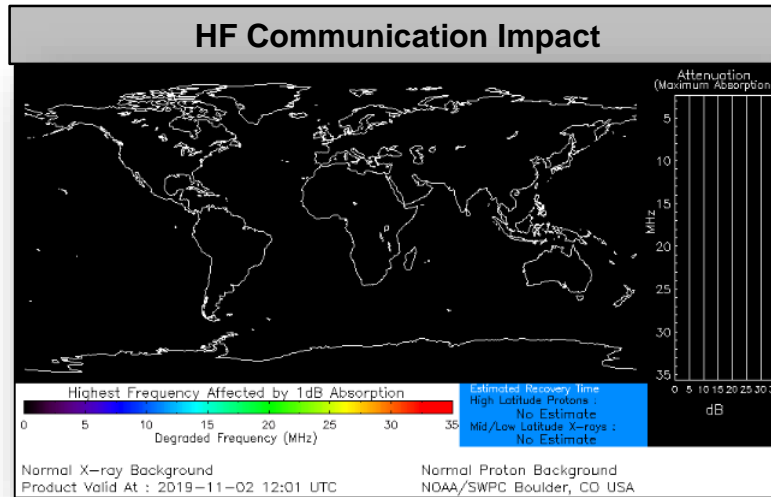 HF Communication Impact
Attenuation
(Maximum Absorption
5
10
15
20
25
30
35
MHz
0 5 10 15 20 25 30 3
dB
Highest Frequency Affected by 1dB Absorption
0 5 10 15 20 25 30 35
Degraded Frequency (MHz)
Estimated Recovery Time
High Latitude Protons :
No Estimate
Mid/Low Latitude X-rays :
No Estimate
Normal X-ray Background
Product Valid At : 2019-11-02 12:01 UTC
Normal Proton Background
NOAA/SWPC Boulder, CO USA